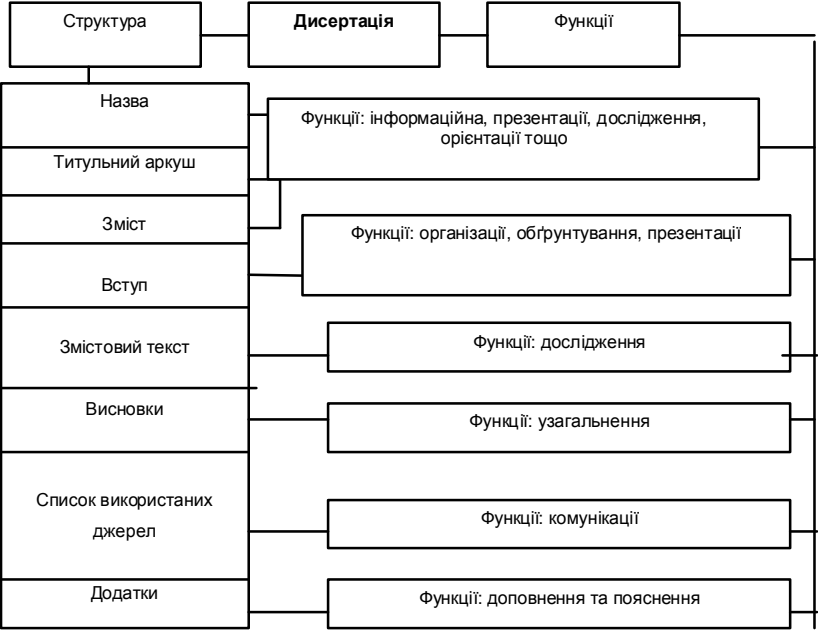 Структура
Дисертація
Функції
Назва
Функції: інформаційна, презентації, дослідження,
орієнтації тощо
Титульний аркуш
Зміст
Функції: організації, обґрунтування, презентації
Вступ
Змістовий текст
Функції: дослідження
Висновки
Функції: узагальнення
Список використаних
джерел
Функції: комунікації
Додатки
Функції: доповнення та пояснення